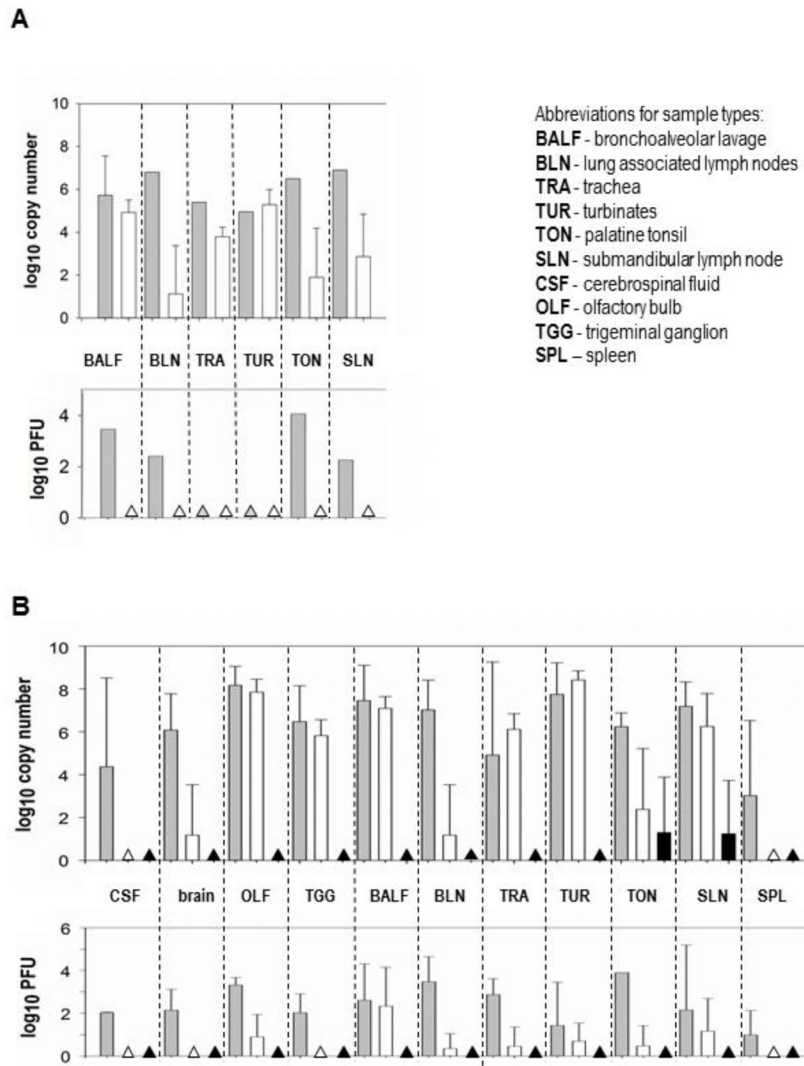 A
10
8
6
4
2
0
log10 copy number
Abbreviations for sample types:
BALF - bronchoalveolar lavage
BLN - lung associated lymph nodes
TRA - trachea
TUR - turbinates
TON - palatine tonsil
SLN - submandibular lymph node
CSF - cerebrospinal fluid
OLF - olfactory bulb
TGG - trigeminal ganglion
SPL – spleen
BALF BLN TRA TUR TON SLN
4
2
0
log10 PFU
B
10
8
6
4
2
0
log10 copy number
CSF brain OLF TGG BALF BLN TRA TUR TON SLN SPL
6
4
2
0
log10 PFU